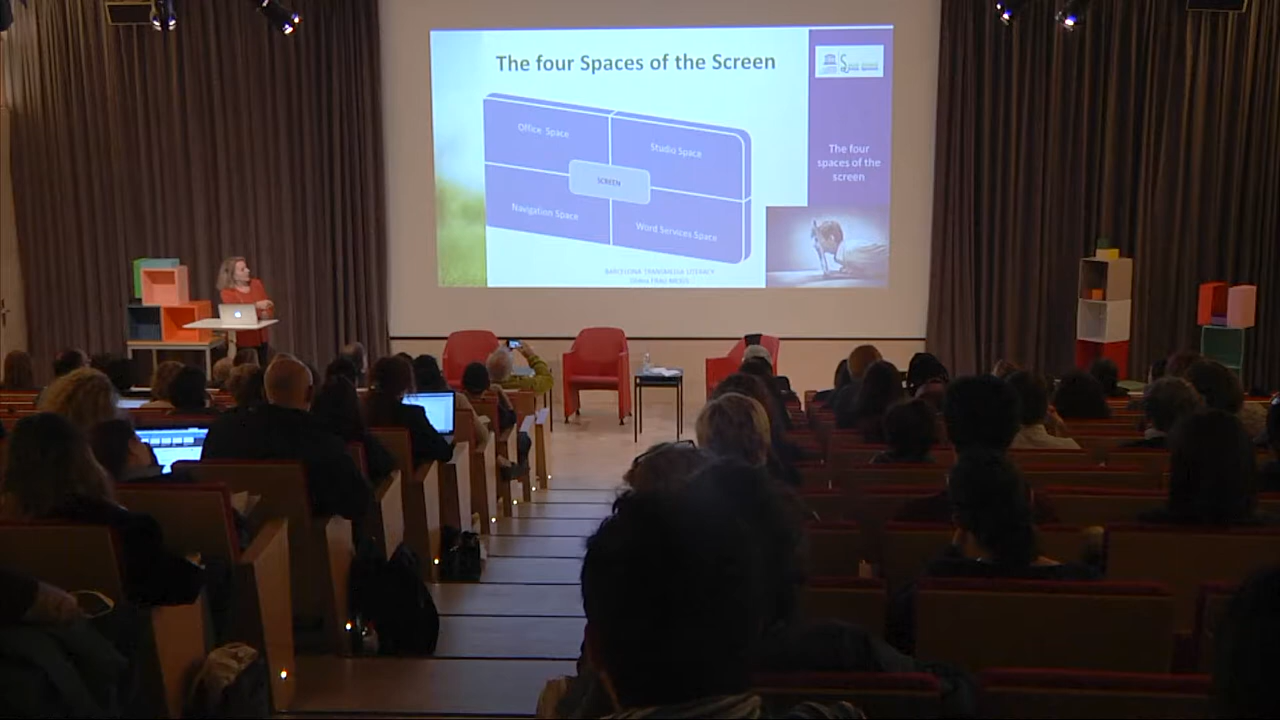 The four Spaces of the Screen
Office Space
Studio Space
SCREEN
Navigation Space
Word Services Space
BARCELONA TRANSMEDIA LITERACY
The four
spaces of the
screen